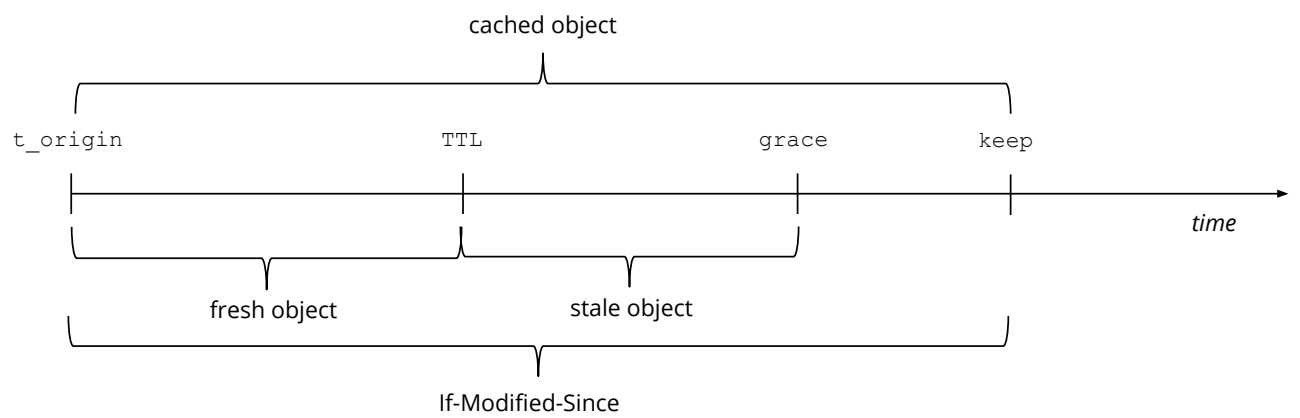 cached object
t_origin TTL grace keep
time
fresh object stale object
If-Modified-Since